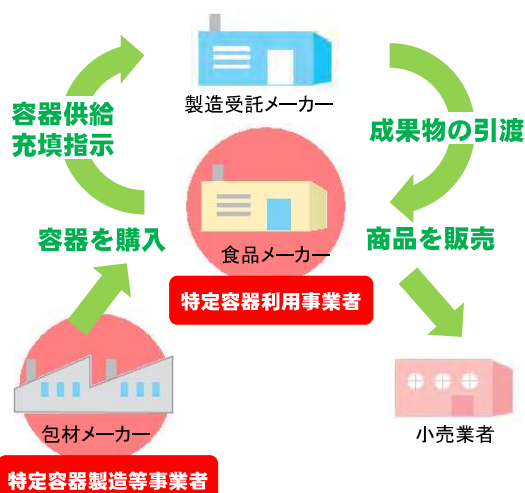 製造受託メーカー
容器供給
充填指示
成果物の引渡
容器を購入
食品メーカー
商品を販売
特定容器利用事業者
包材メーカー
小売業者
特定容器製造等事業者